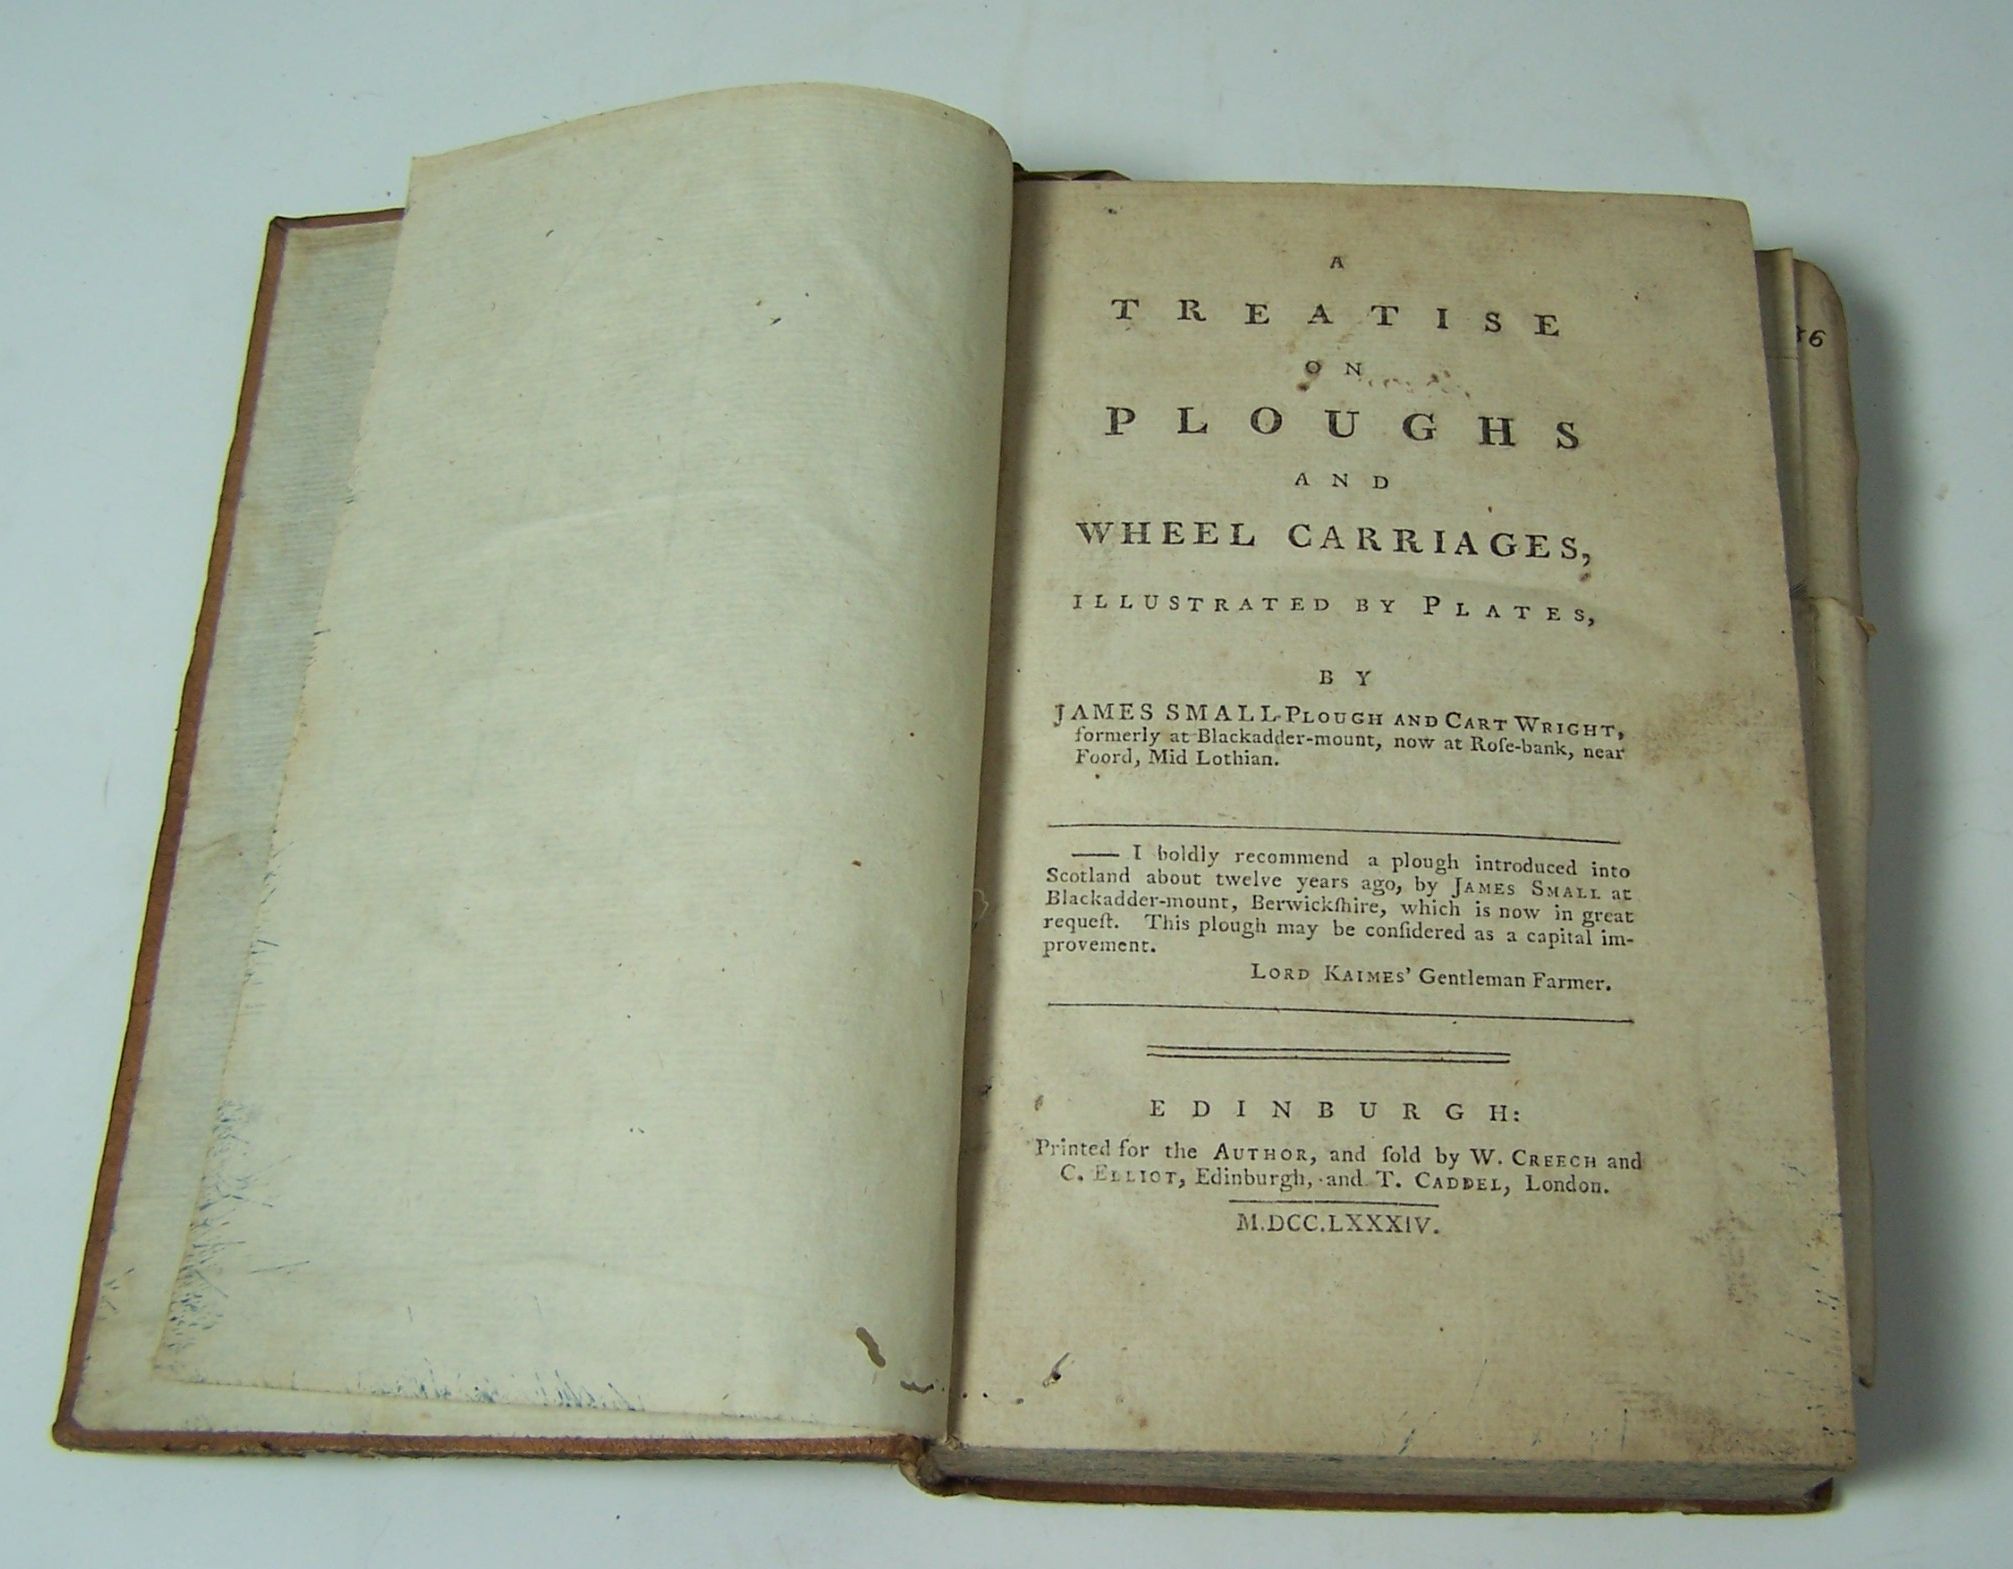 A
TREATISE
ON
PLOUGHS
AND
WHEEL CARRIAGES,
ILLUSTRATED BY PLATES,
BY
JAMES SMALL PLOUGH AND CART WRIGHT,
formerly at Blackadder-mount, now at Roſe-bank, near
Foord, Mid Lothian.
—— I boldly recommend a plough introduced into
Scotland about twelve years ago, by JAMES SMALL at
Blackadder-mount, Berwickſhire, which is now in great
requeſt. This plough may be conſidered as a capital im-
provement.
LORD KAIMES' Gentleman Farmer.
EDINBURGH:
Printed for the AUTHOR, and ſold by W. CREECH and
C. ELLIOT, Edinburgh, and T. CADDEL, London.
M.DCC.LXXXIV.